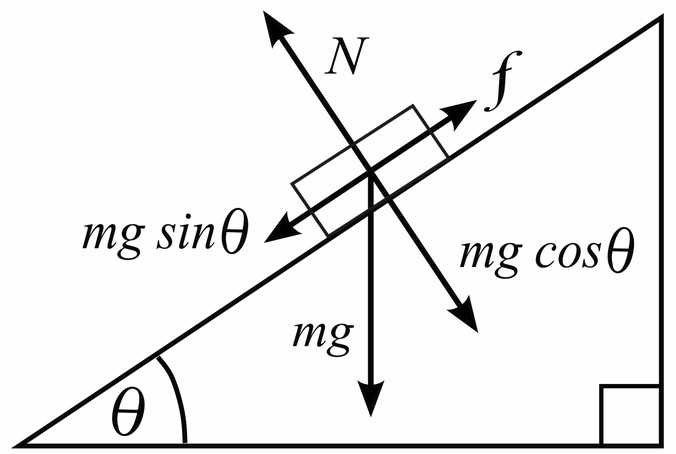 N
f
mg sinθ
mg cosθ
mg
θ